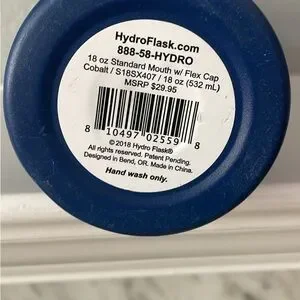 HydroFlask.com
888-58-HYDRO
18 oz Standard Mouth w/ Flex Cap
Cobalt / S18SX407 / 18 oz (532 mL)
MSRP $29.95
8 10497 02559 8
© 2018 Hydro Flask®
All rights reserved. Patent Pending.
Designed in Bend, OR. Made in China.
Hand wash only.